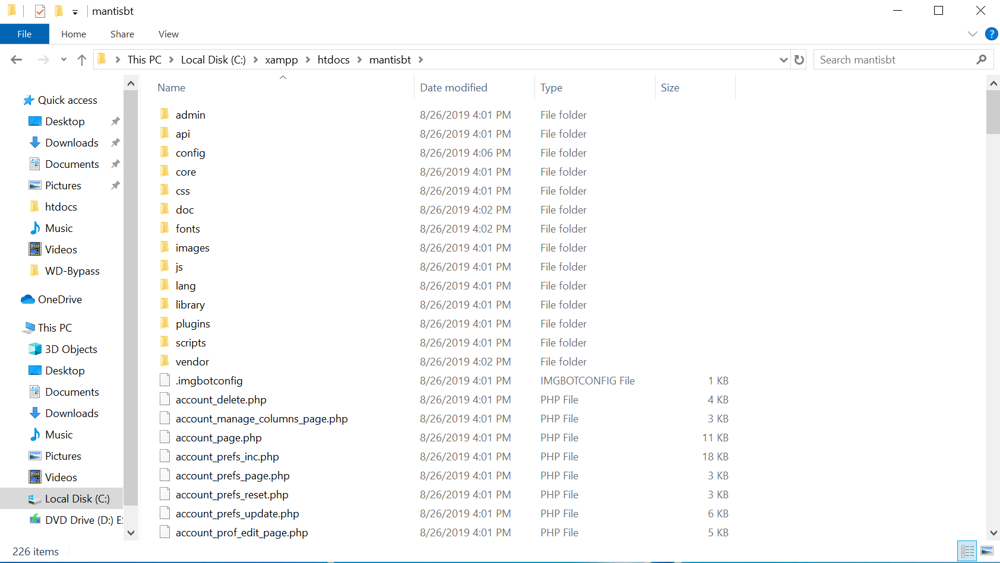 mantisbt
File Home Share View
This PC Local Disk (C:) xampp htdocs mantisbt Search mantisbt
Name Date modified Type Size
Quick access
Desktop
Downloads
Documents
Pictures
htdocs
Music
Videos
WD-Bypass
OneDrive
This PC
3D Objects
Desktop
Documents
Downloads
Music
Pictures
Videos
Local Disk (C:)
DVD Drive (D:) E
admin 8/26/2019 4:01 PM File folder
api 8/26/2019 4:01 PM File folder
config 8/26/2019 4:06 PM File folder
core 8/26/2019 4:01 PM File folder
css 8/26/2019 4:01 PM File folder
doc 8/26/2019 4:02 PM File folder
fonts 8/26/2019 4:02 PM File folder
images 8/26/2019 4:01 PM File folder
js 8/26/2019 4:01 PM File folder
lang 8/26/2019 4:01 PM File folder
library 8/26/2019 4:01 PM File folder
plugins 8/26/2019 4:01 PM File folder
scripts 8/26/2019 4:01 PM File folder
vendor 8/26/2019 4:02 PM File folder
.imgbotconfig 8/26/2019 4:01 PM IMGBOTCONFIG File 1 KB
account_delete.php 8/26/2019 4:01 PM PHP File 4 KB
account_manage_columns_page.php 8/26/2019 4:01 PM PHP File 3 KB
account_page.php 8/26/2019 4:01 PM PHP File 11 KB
account_prefs_inc.php 8/26/2019 4:01 PM PHP File 18 KB
account_prefs_page.php 8/26/2019 4:01 PM PHP File 3 KB
account_prefs_reset.php 8/26/2019 4:01 PM PHP File 3 KB
account_prefs_update.php 8/26/2019 4:01 PM PHP File 6 KB
account_prof_edit_page.php 8/26/2019 4:01 PM PHP File 5 KB
226 items